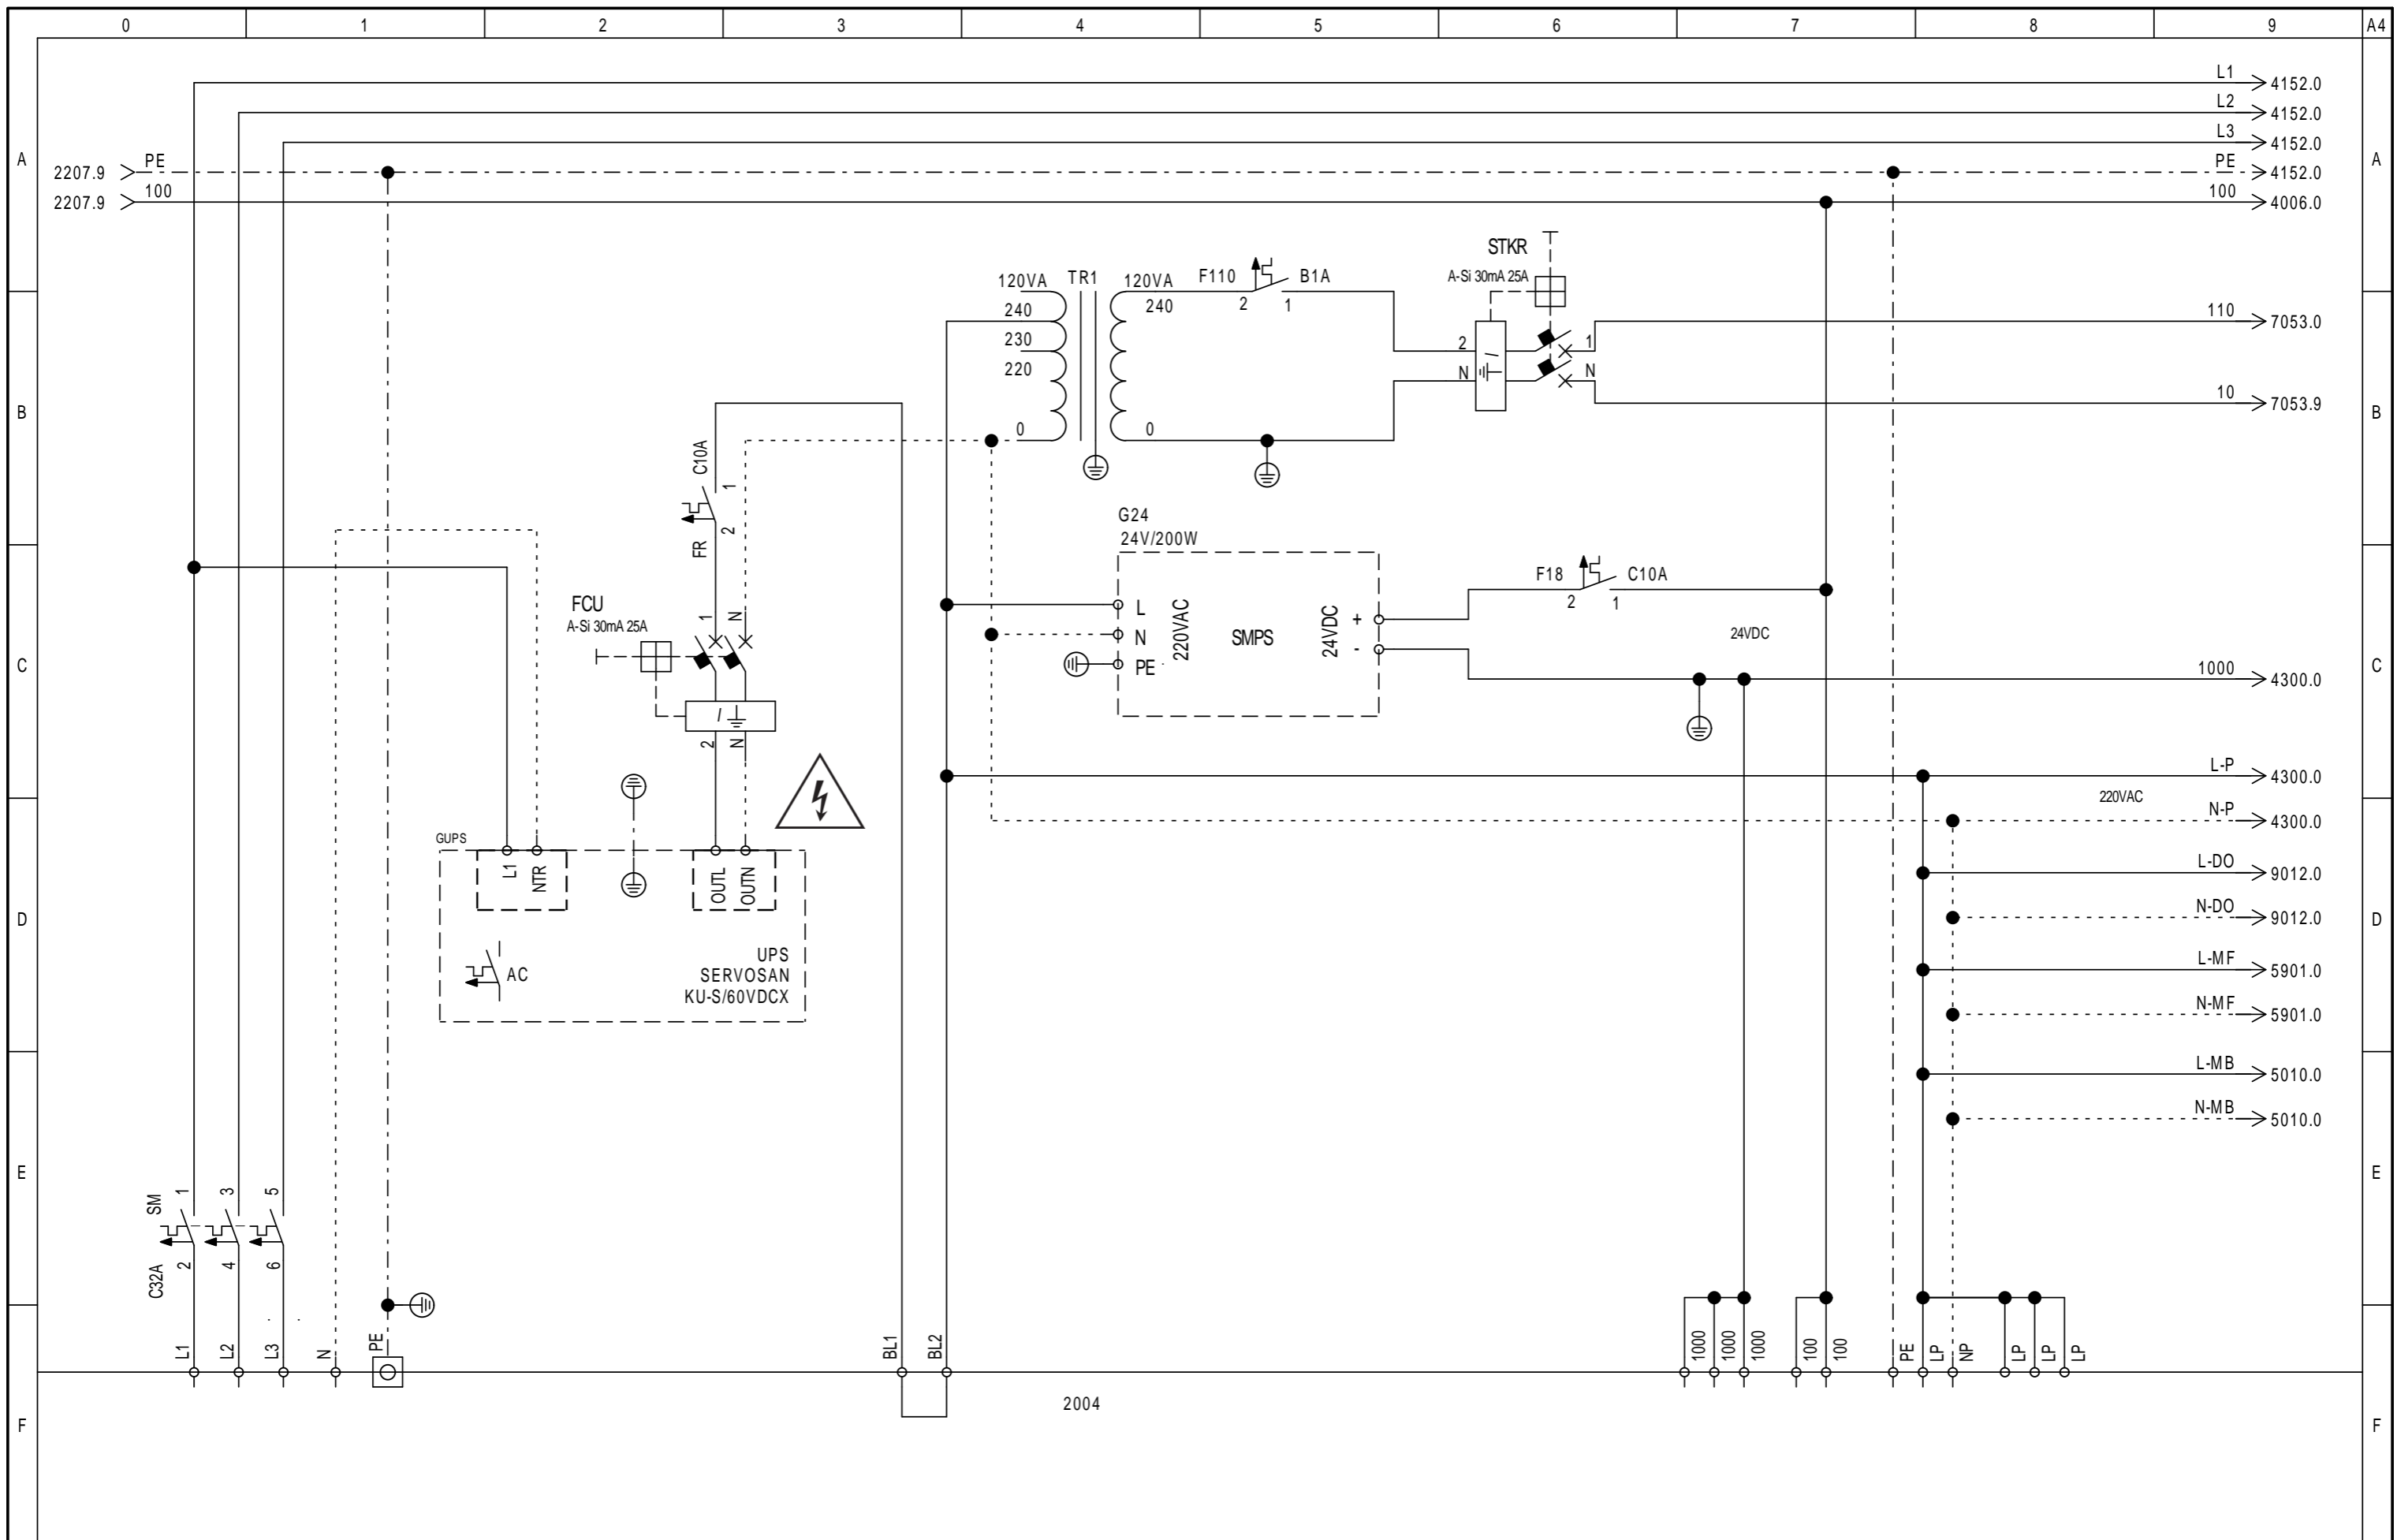 0 1 2 3 4 5 6 7 8 9 A4
L1 4152.0
L2 4152.0
L3 4152.0
A A
2207.9 PE PE 4152.0
2207.9 100 100 4006.0
STKR
A-Si 30mA 25A
120VA TR1 120VA F110 B1A
240 240 2 1
230
220
0 0
2 1
N N
110 7053.0
10 7053.9
B B
C10A
1
2
FR
G24
24V/200W
L
N
PE
220VAC
SMPS
24VDC
+
-
F18 C10A
2 1
24VDC
FCU
A-Si 30mA 25A
1 N
2 N
C C
1000 4300.0
L-P 4300.0
220VAC
N-P 4300.0
L-DO 9012.0
N-DO 9012.0
L-MF 5901.0
N-MF 5901.0
L-MB 5010.0
N-MB 5010.0
GUPS
L1
NTR
OUTL
OUTN
D D
AC
UPS
SERVOSAN
KU-S/60VDCX
E E
SM
C32A
1 3 5
2 4 6
L1 L2 L3 N PE BL1 BL2 1000 1000 1000 100 100 PE LP NP LP LP LP
2004
F F